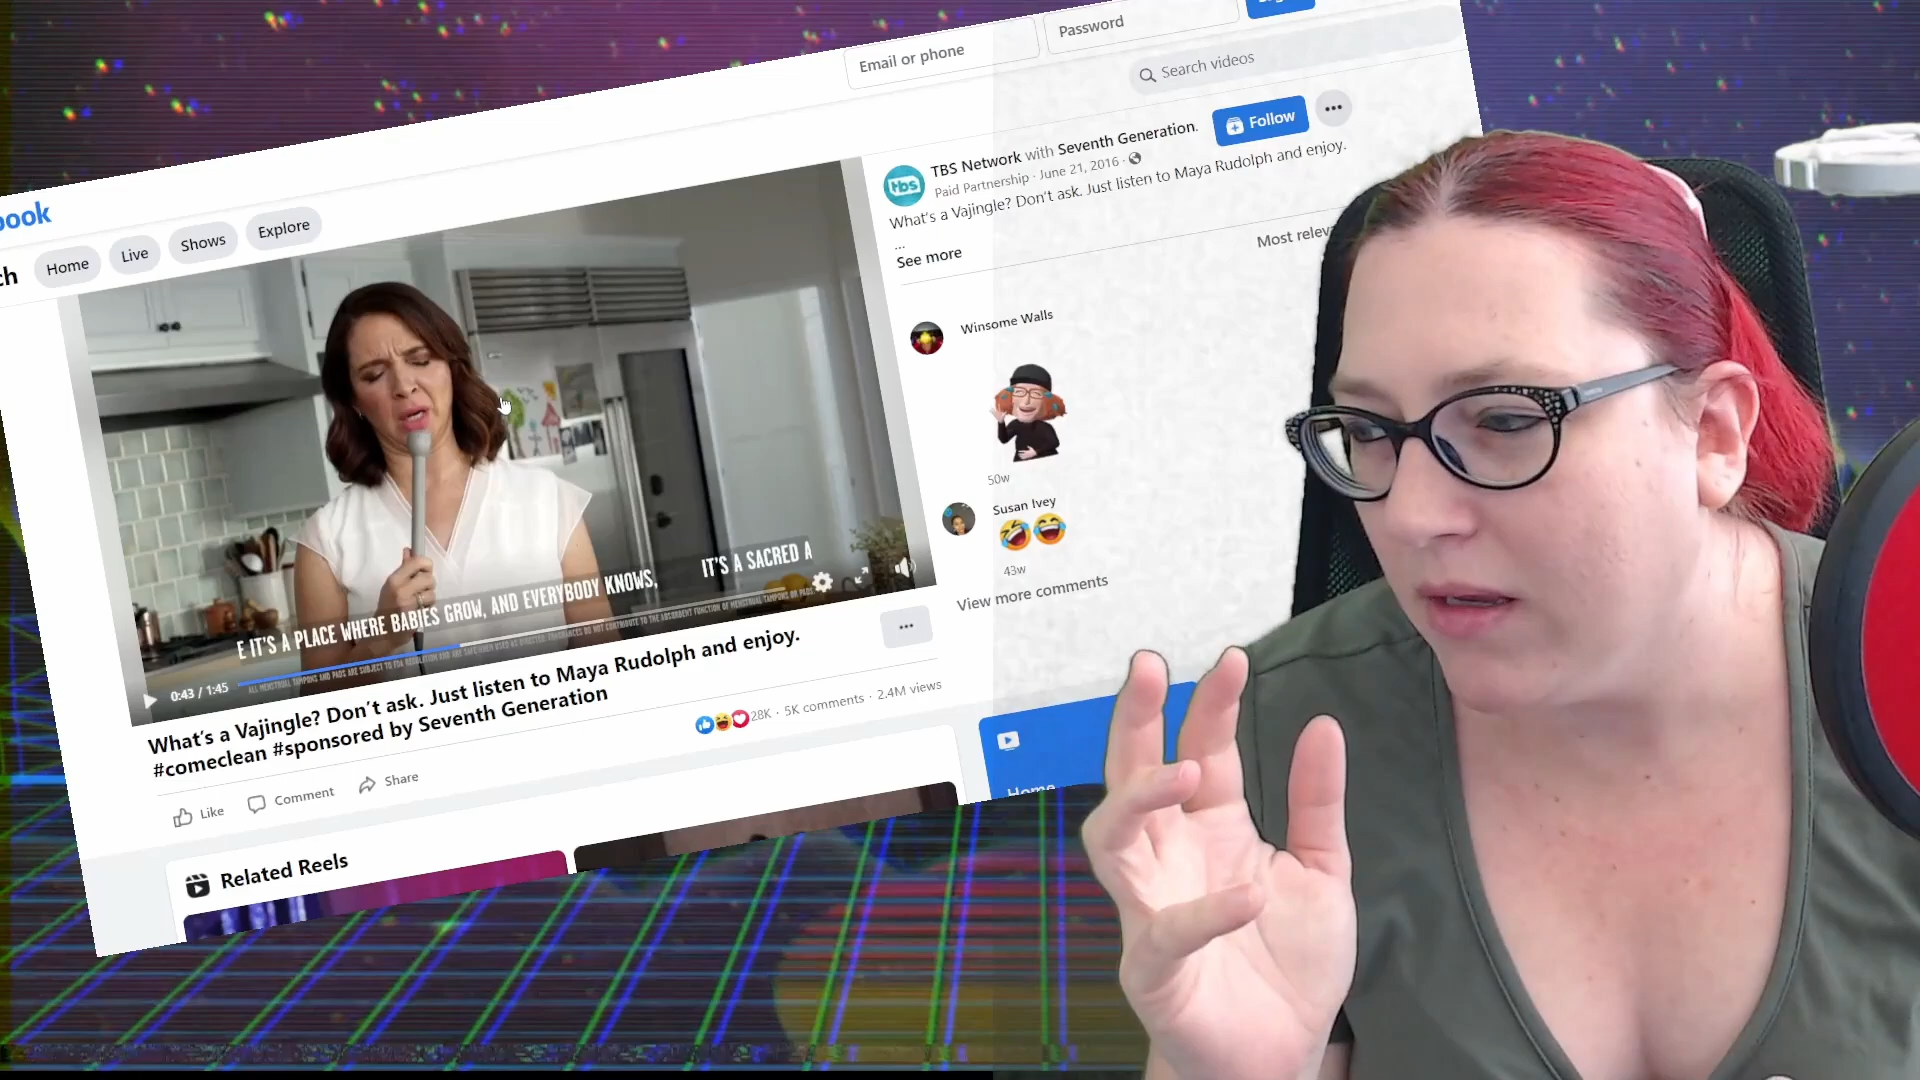 Email or phone
Password
book
Search videos
ch
Home
Live
Shows
Explore
tbs
TBS Network with Seventh Generation.
Paid Partnership · June 21, 2016 ·
Follow
What's a Vajingle? Don't ask. Just listen to Maya Rudolph and enjoy.
...
See more
Most relev
Winsome Walls
50w
Susan Ivey
43w
View more comments
E IT'S A PLACE WHERE BABIES GROW, AND EVERYBODY KNOWS,
IT'S A SACRED A
0:43 / 1:45
What's a Vajingle? Don't ask. Just listen to Maya Rudolph and enjoy.
#comeclean #sponsored by Seventh Generation
28K · 5K comments · 2.4M views
Like
Comment
Share
Home
Related Reels